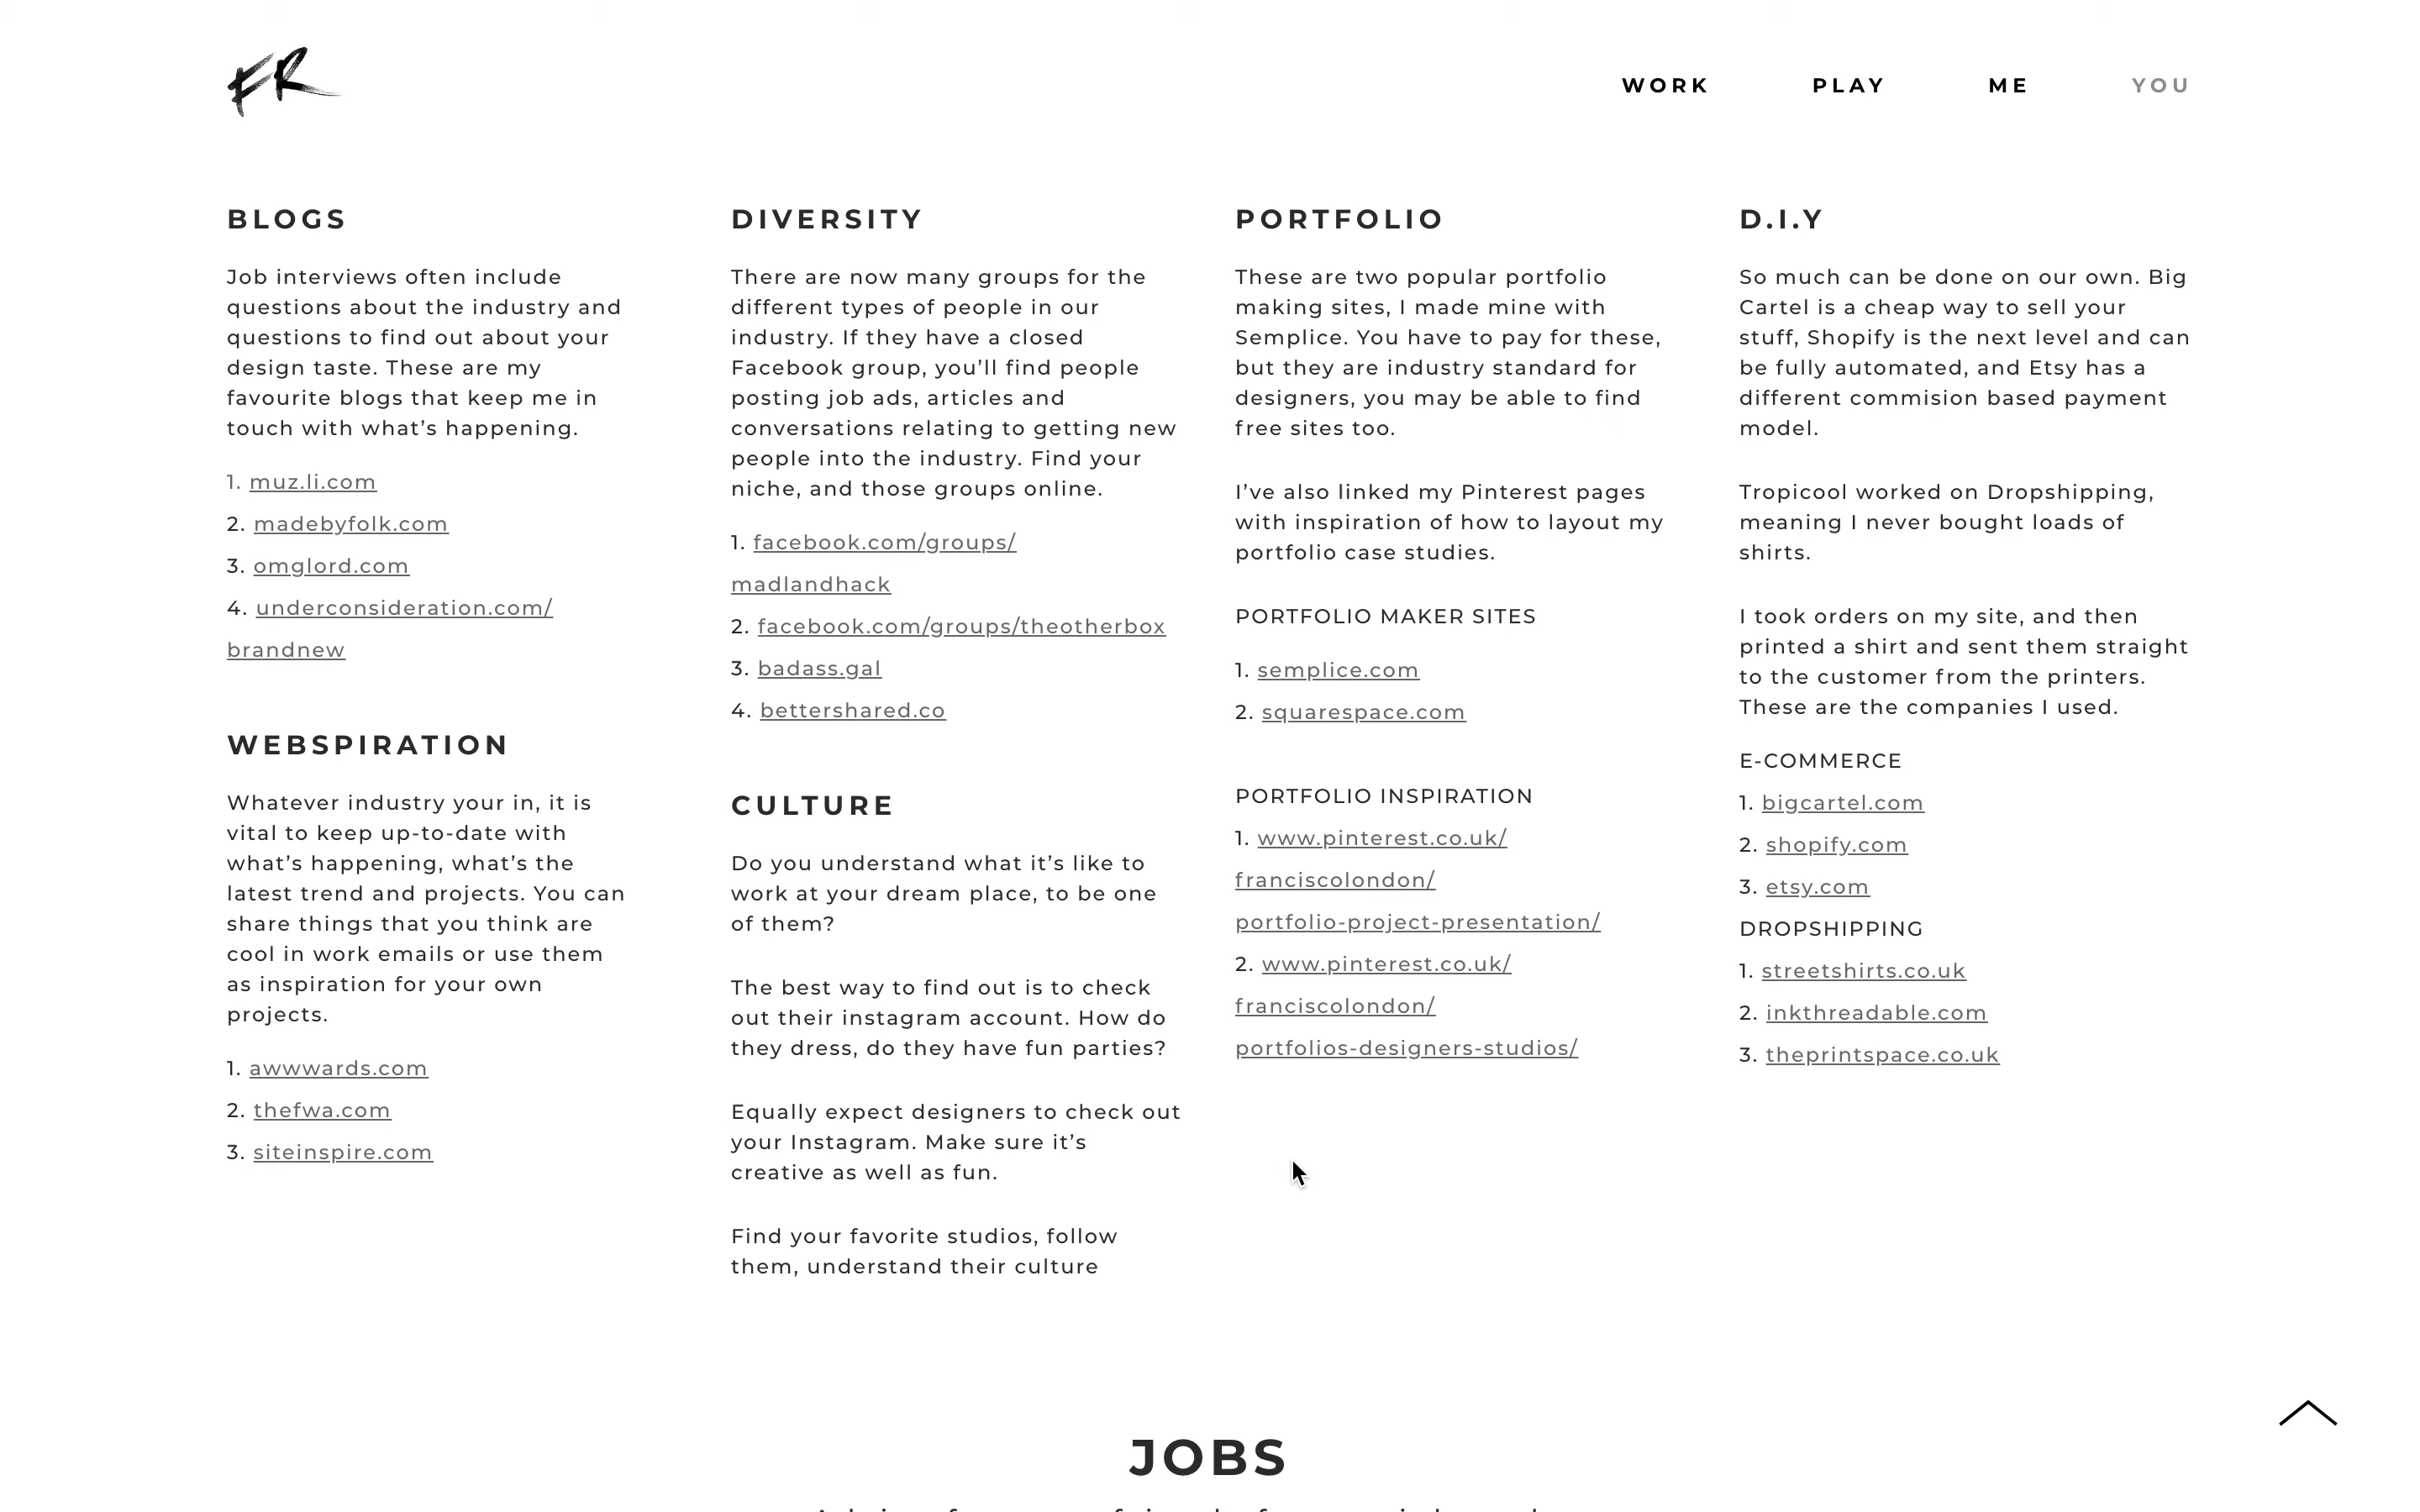 FR
WORK
PLAY
ME
YOU
BLOGS
Job interviews often include
questions about the industry and
questions to find out about your
design taste. These are my
favourite blogs that keep me in
touch with what’s happening.
1. muz.li.com
2. madebyfolk.com
3. omglord.com
4. underconsideration.com/
brandnew
WEBSPIRATION
Whatever industry your in, it is
vital to keep up-to-date with
what’s happening, what’s the
latest trend and projects. You can
share things that you think are
cool in work emails or use them
as inspiration for your own
projects.
1. awwwards.com
2. thefwa.com
3. siteinspire.com
DIVERSITY
There are now many groups for the
different types of people in our
industry. If they have a closed
Facebook group, you’ll find people
posting job ads, articles and
conversations relating to getting new
people into the industry. Find your
niche, and those groups online.
1. facebook.com/groups/
madlandhack
2. facebook.com/groups/theotherbox
3. badass.gal
4. bettershared.co
CULTURE
Do you understand what it’s like to
work at your dream place, to be one
of them?
The best way to find out is to check
out their instagram account. How do
they dress, do they have fun parties?
Equally expect designers to check out
your Instagram. Make sure it’s
creative as well as fun.
Find your favorite studios, follow
them, understand their culture
PORTFOLIO
These are two popular portfolio
making sites, I made mine with
Semplice. You have to pay for these,
but they are industry standard for
designers, you may be able to find
free sites too.
I’ve also linked my Pinterest pages
with inspiration of how to layout my
portfolio case studies.
PORTFOLIO MAKER SITES
1. semplice.com
2. squarespace.com
PORTFOLIO INSPIRATION
1. www.pinterest.co.uk/
franciscolondon/
portfolio-project-presentation/
2. www.pinterest.co.uk/
franciscolondon/
portfolios-designers-studios/
D.I.Y
So much can be done on our own. Big
Cartel is a cheap way to sell your
stuff, Shopify is the next level and can
be fully automated, and Etsy has a
different commision based payment
model.
Tropicool worked on Dropshipping,
meaning I never bought loads of
shirts.
I took orders on my site, and then
printed a shirt and sent them straight
to the customer from the printers.
These are the companies I used.
E-COMMERCE
1. bigcartel.com
2. shopify.com
3. etsy.com
DROPSHIPPING
1. streetshirts.co.uk
2. inkthreadable.com
3. theprintspace.co.uk
JOBS